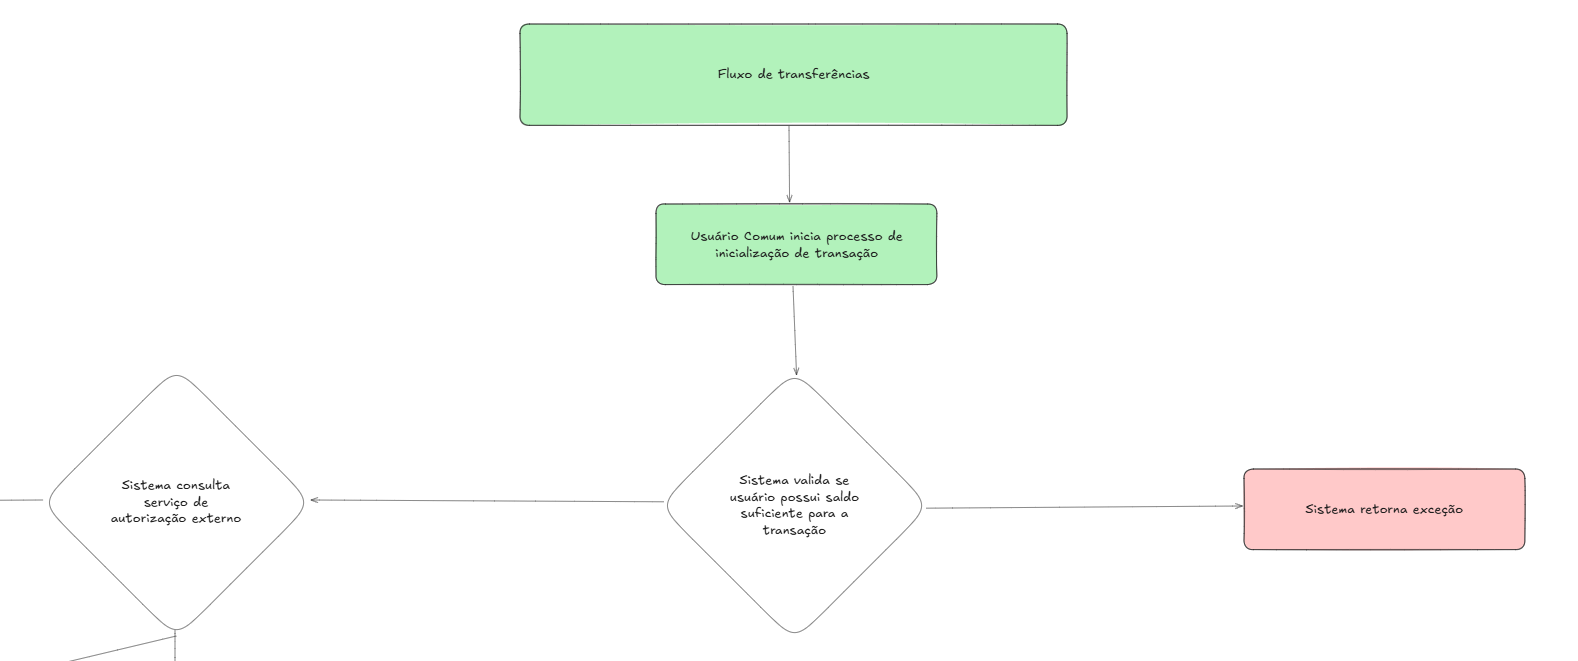 Fluxo de transferências
Usuário Comum inicia processo de
inicialização de transação
Sistema consulta
serviço de
autorização externo
Sistema valida se
usuário possui saldo
suficiente para a
transação
Sistema retorna exceção